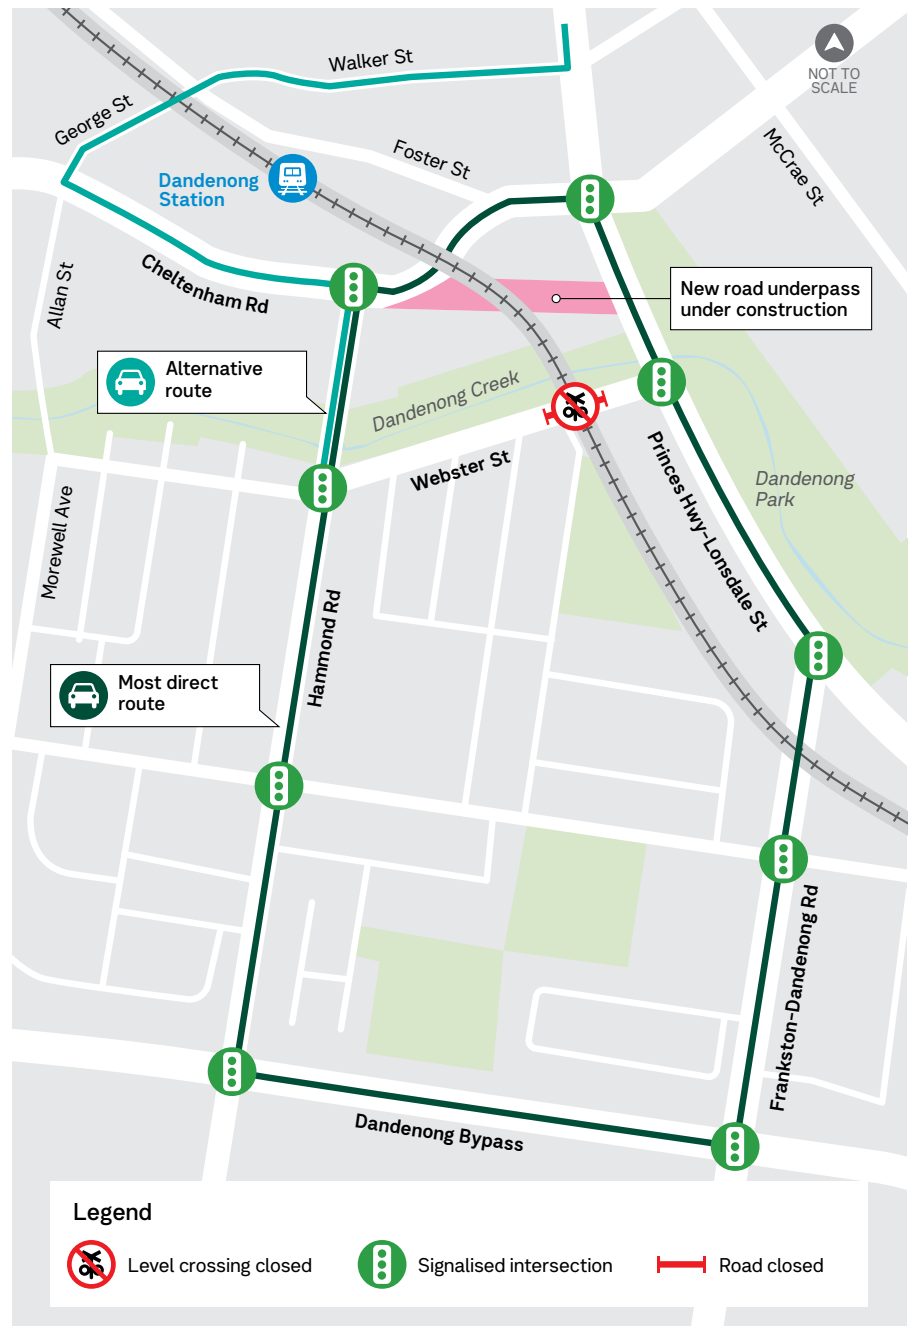 Walker St
NOT TO
SCALE
George St
Foster St
McCrae St
Dandenong
Station
Cheltenham Rd
Allan St
New road underpass
under construction
Alternative
route
Dandenong Creek
Webster St
Princes Hwy-Lonsdale St
Dandenong
Park
Morewell Ave
Hammond Rd
Most direct
route
Frankston-Dandenong Rd
Dandenong Bypass
Legend
Level crossing closed
Signalised intersection
Road closed